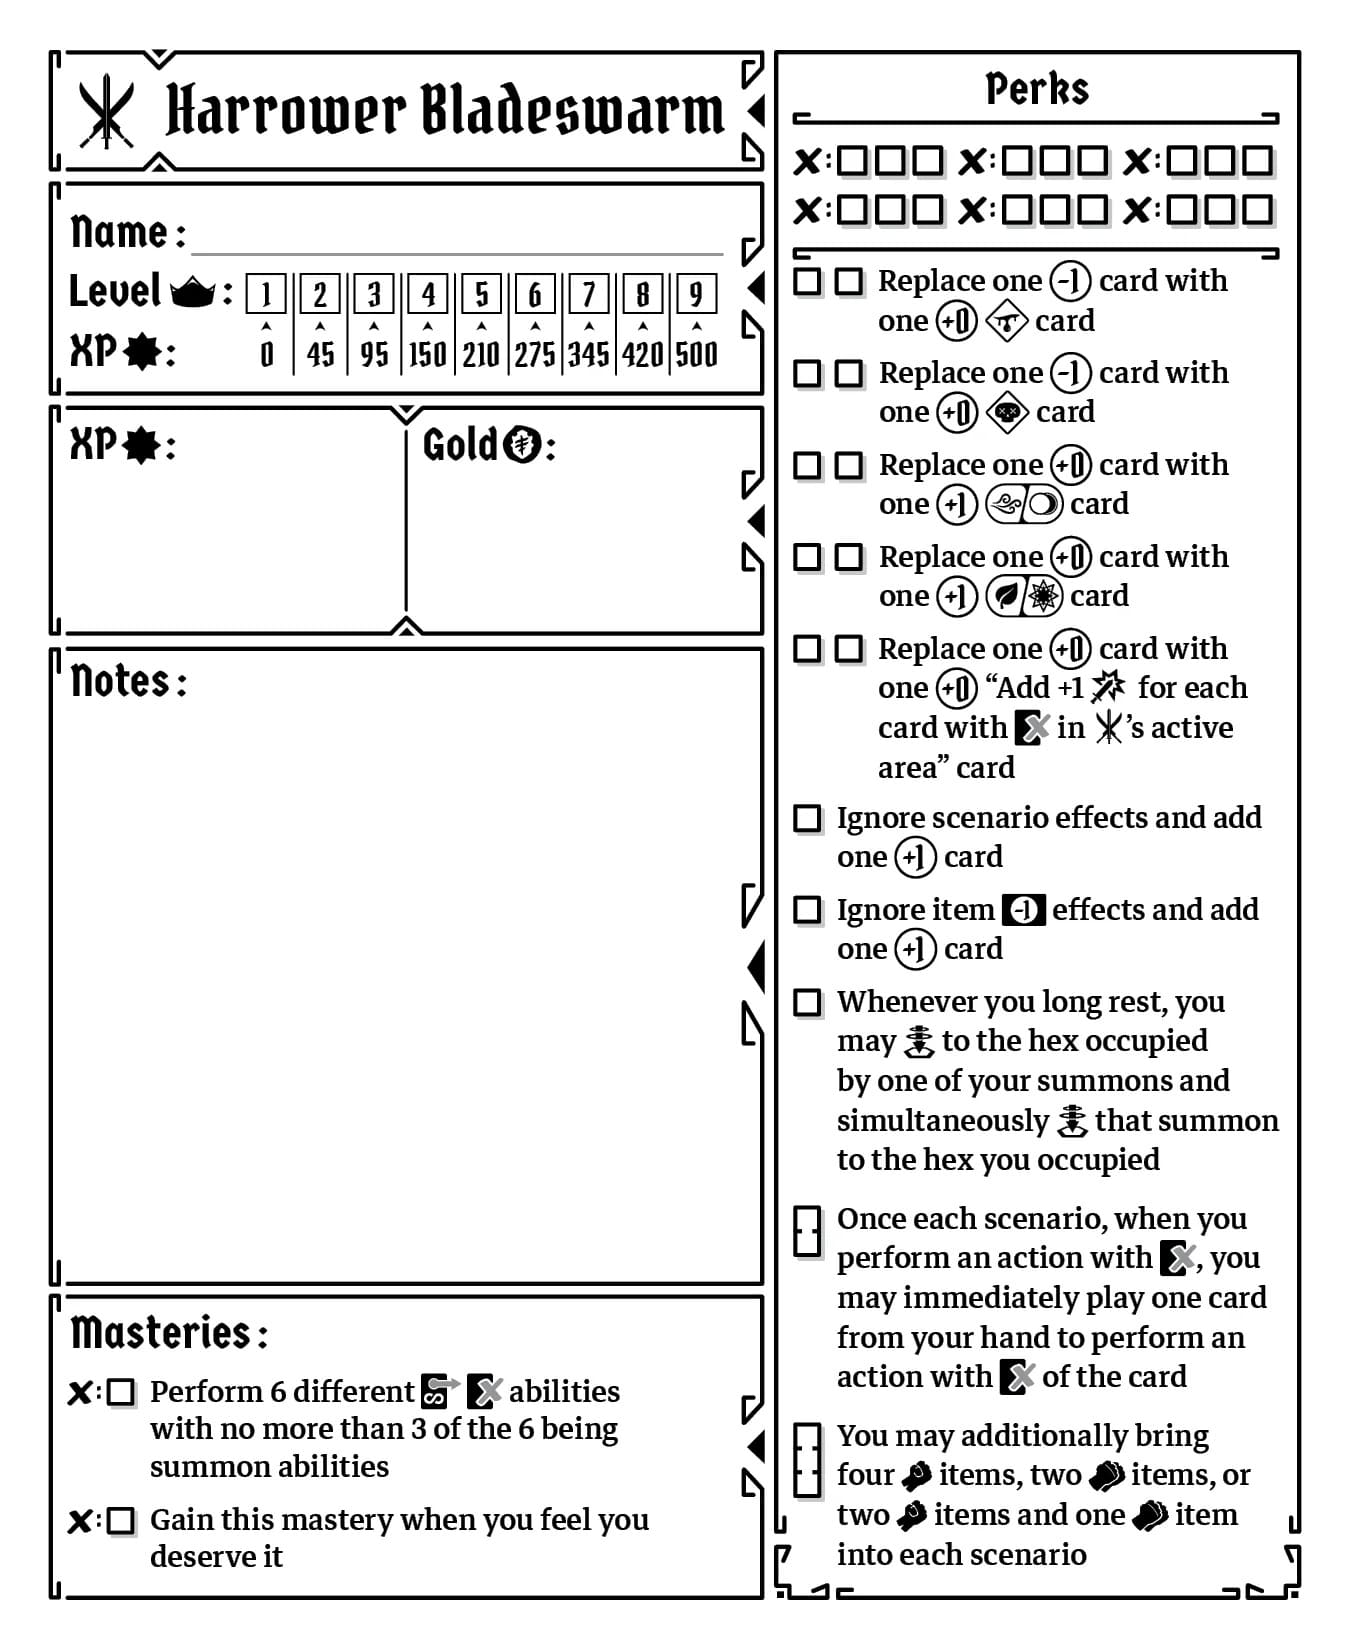 Harrower Bladeswarm
Name:
Level :
1 2 3 4 5 6 7 8 9
XP :
0 45 95 150 210 275 345 420 500
XP :
Gold :
Notes:
Masteries:
Perform 6 different abilities
with no more than 3 of the 6 being
summon abilities
Gain this mastery when you feel you
deserve it
Perks
Replace one -1 card with
one +0 card
Replace one -1 card with
one +0 card
Replace one +0 card with
one +1 card
Replace one +0 card with
one +1 card
Replace one +0 card with
one +0 “Add +1 for each
card with in ’s active
area” card
Ignore scenario effects and add
one +1 card
Ignore item -1 effects and add
one +1 card
Whenever you long rest, you
may to the hex occupied
by one of your summons and
simultaneously that summon
to the hex you occupied
Once each scenario, when you
perform an action with , you
may immediately play one card
from your hand to perform an
action with of the card
You may additionally bring
four items, two items, or
two items and one item
into each scenario